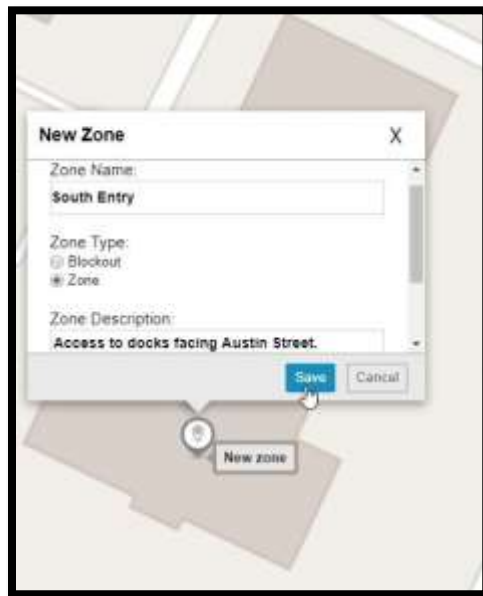 New Zone X
Zone Name:
South Entry
Zone Type:
Blockout
Zone
Zone Description:
Access to docks facing Austin Street.
Save Cancel
New zone